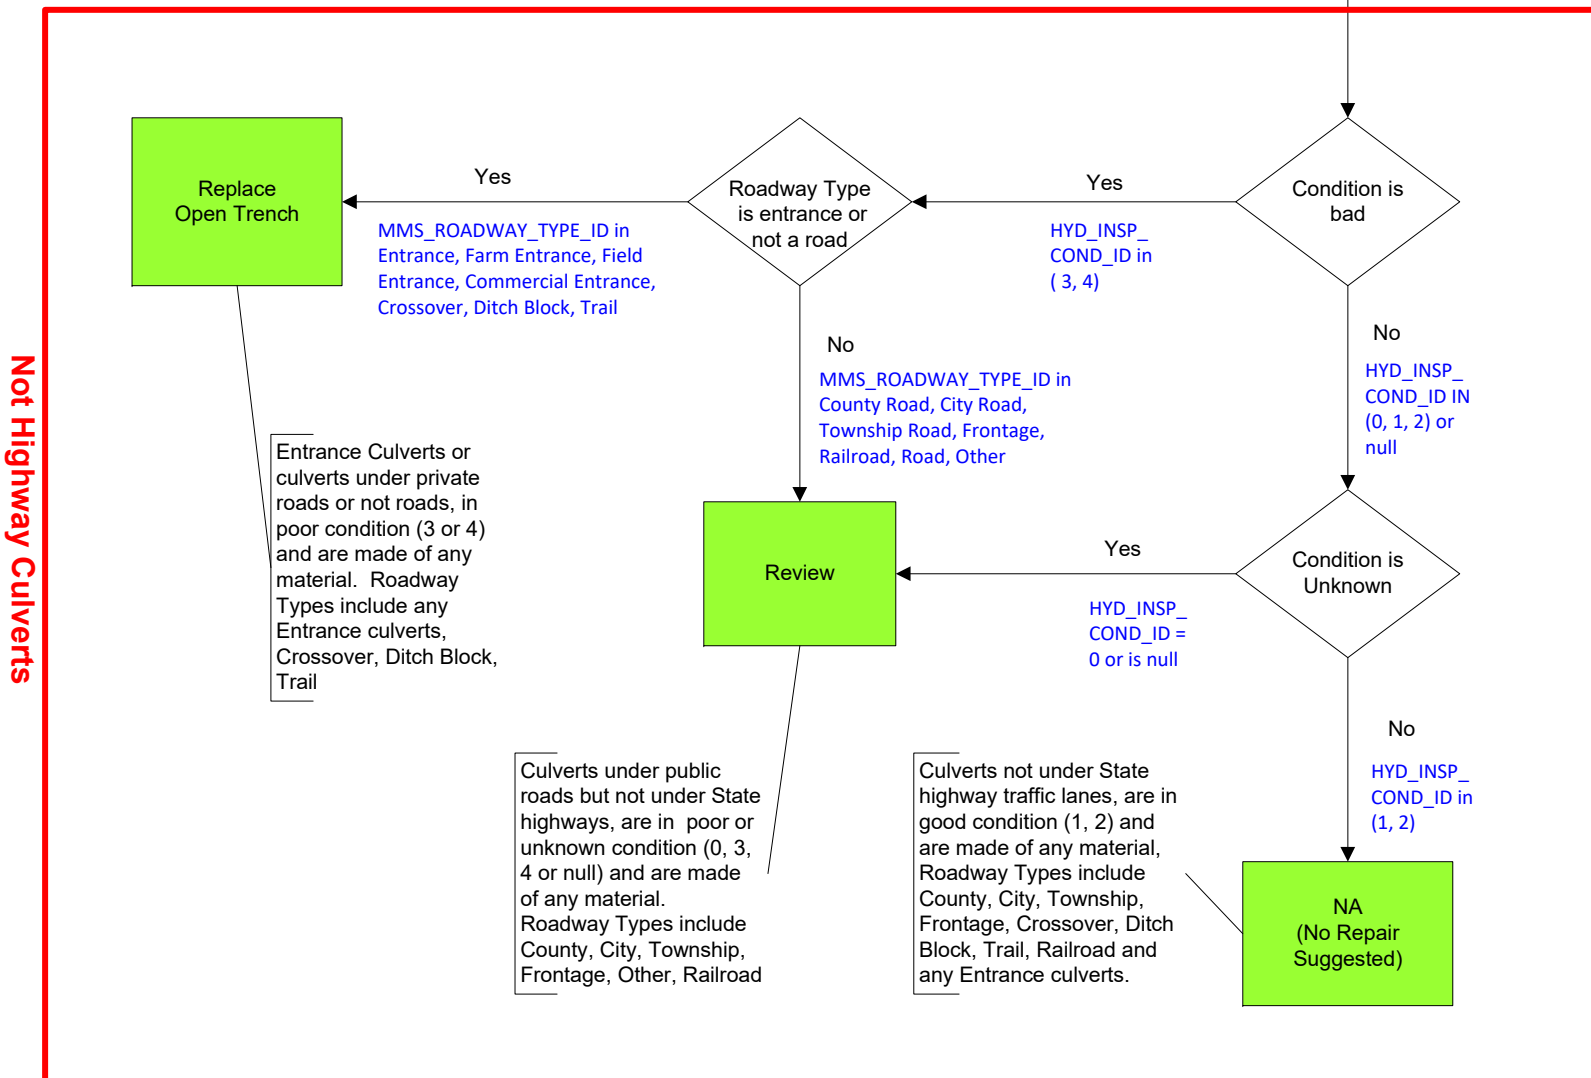 Not Highway Culverts
Replace
Open Trench
Yes
MMS_ROADWAY_TYPE_ID in
Entrance, Farm Entrance, Field
Entrance, Commercial Entrance,
Crossover, Ditch Block, Trail
Roadway Type
is entrance or
not a road
Yes
HYD_INSP_
COND_ID in
( 3, 4)
Condition is
bad
No
MMS_ROADWAY_TYPE_ID in
County Road, City Road,
Township Road, Frontage,
Railroad, Road, Other
No
HYD_INSP_
COND_ID IN
(0, 1, 2) or
null
Entrance Culverts or
culverts under private
roads or not roads, in
poor condition (3 or 4)
and are made of any
material.  Roadway
Types include any
Entrance culverts,
Crossover, Ditch Block,
Trail
Review
Yes
HYD_INSP_
COND_ID =
0 or is null
Condition is
Unknown
No
HYD_INSP_
COND_ID in
(1, 2)
Culverts under public
roads but not under State
highways, are in  poor or
unknown condition (0, 3,
4 or null) and are made
of any material.
Roadway Types include
County, City, Township,
Frontage, Other, Railroad
Culverts not under State
highway traffic lanes, are in
good condition (1, 2) and
are made of any material,
Roadway Types include
County, City, Township,
Frontage, Crossover, Ditch
Block, Trail, Railroad and
any Entrance culverts.
NA
(No Repair
Suggested)